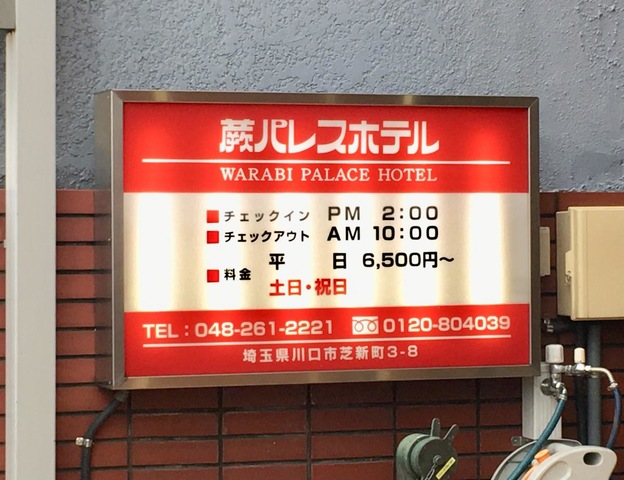 蕨パレスホテル
WARABI PALACE HOTEL
チェックイン PM 2:00
チェックアウト AM 10:00
料金 平 日 6,500円~
土日・祝日
TEL:048-261-2221 0120-804039
埼玉県川口市芝新町3-8